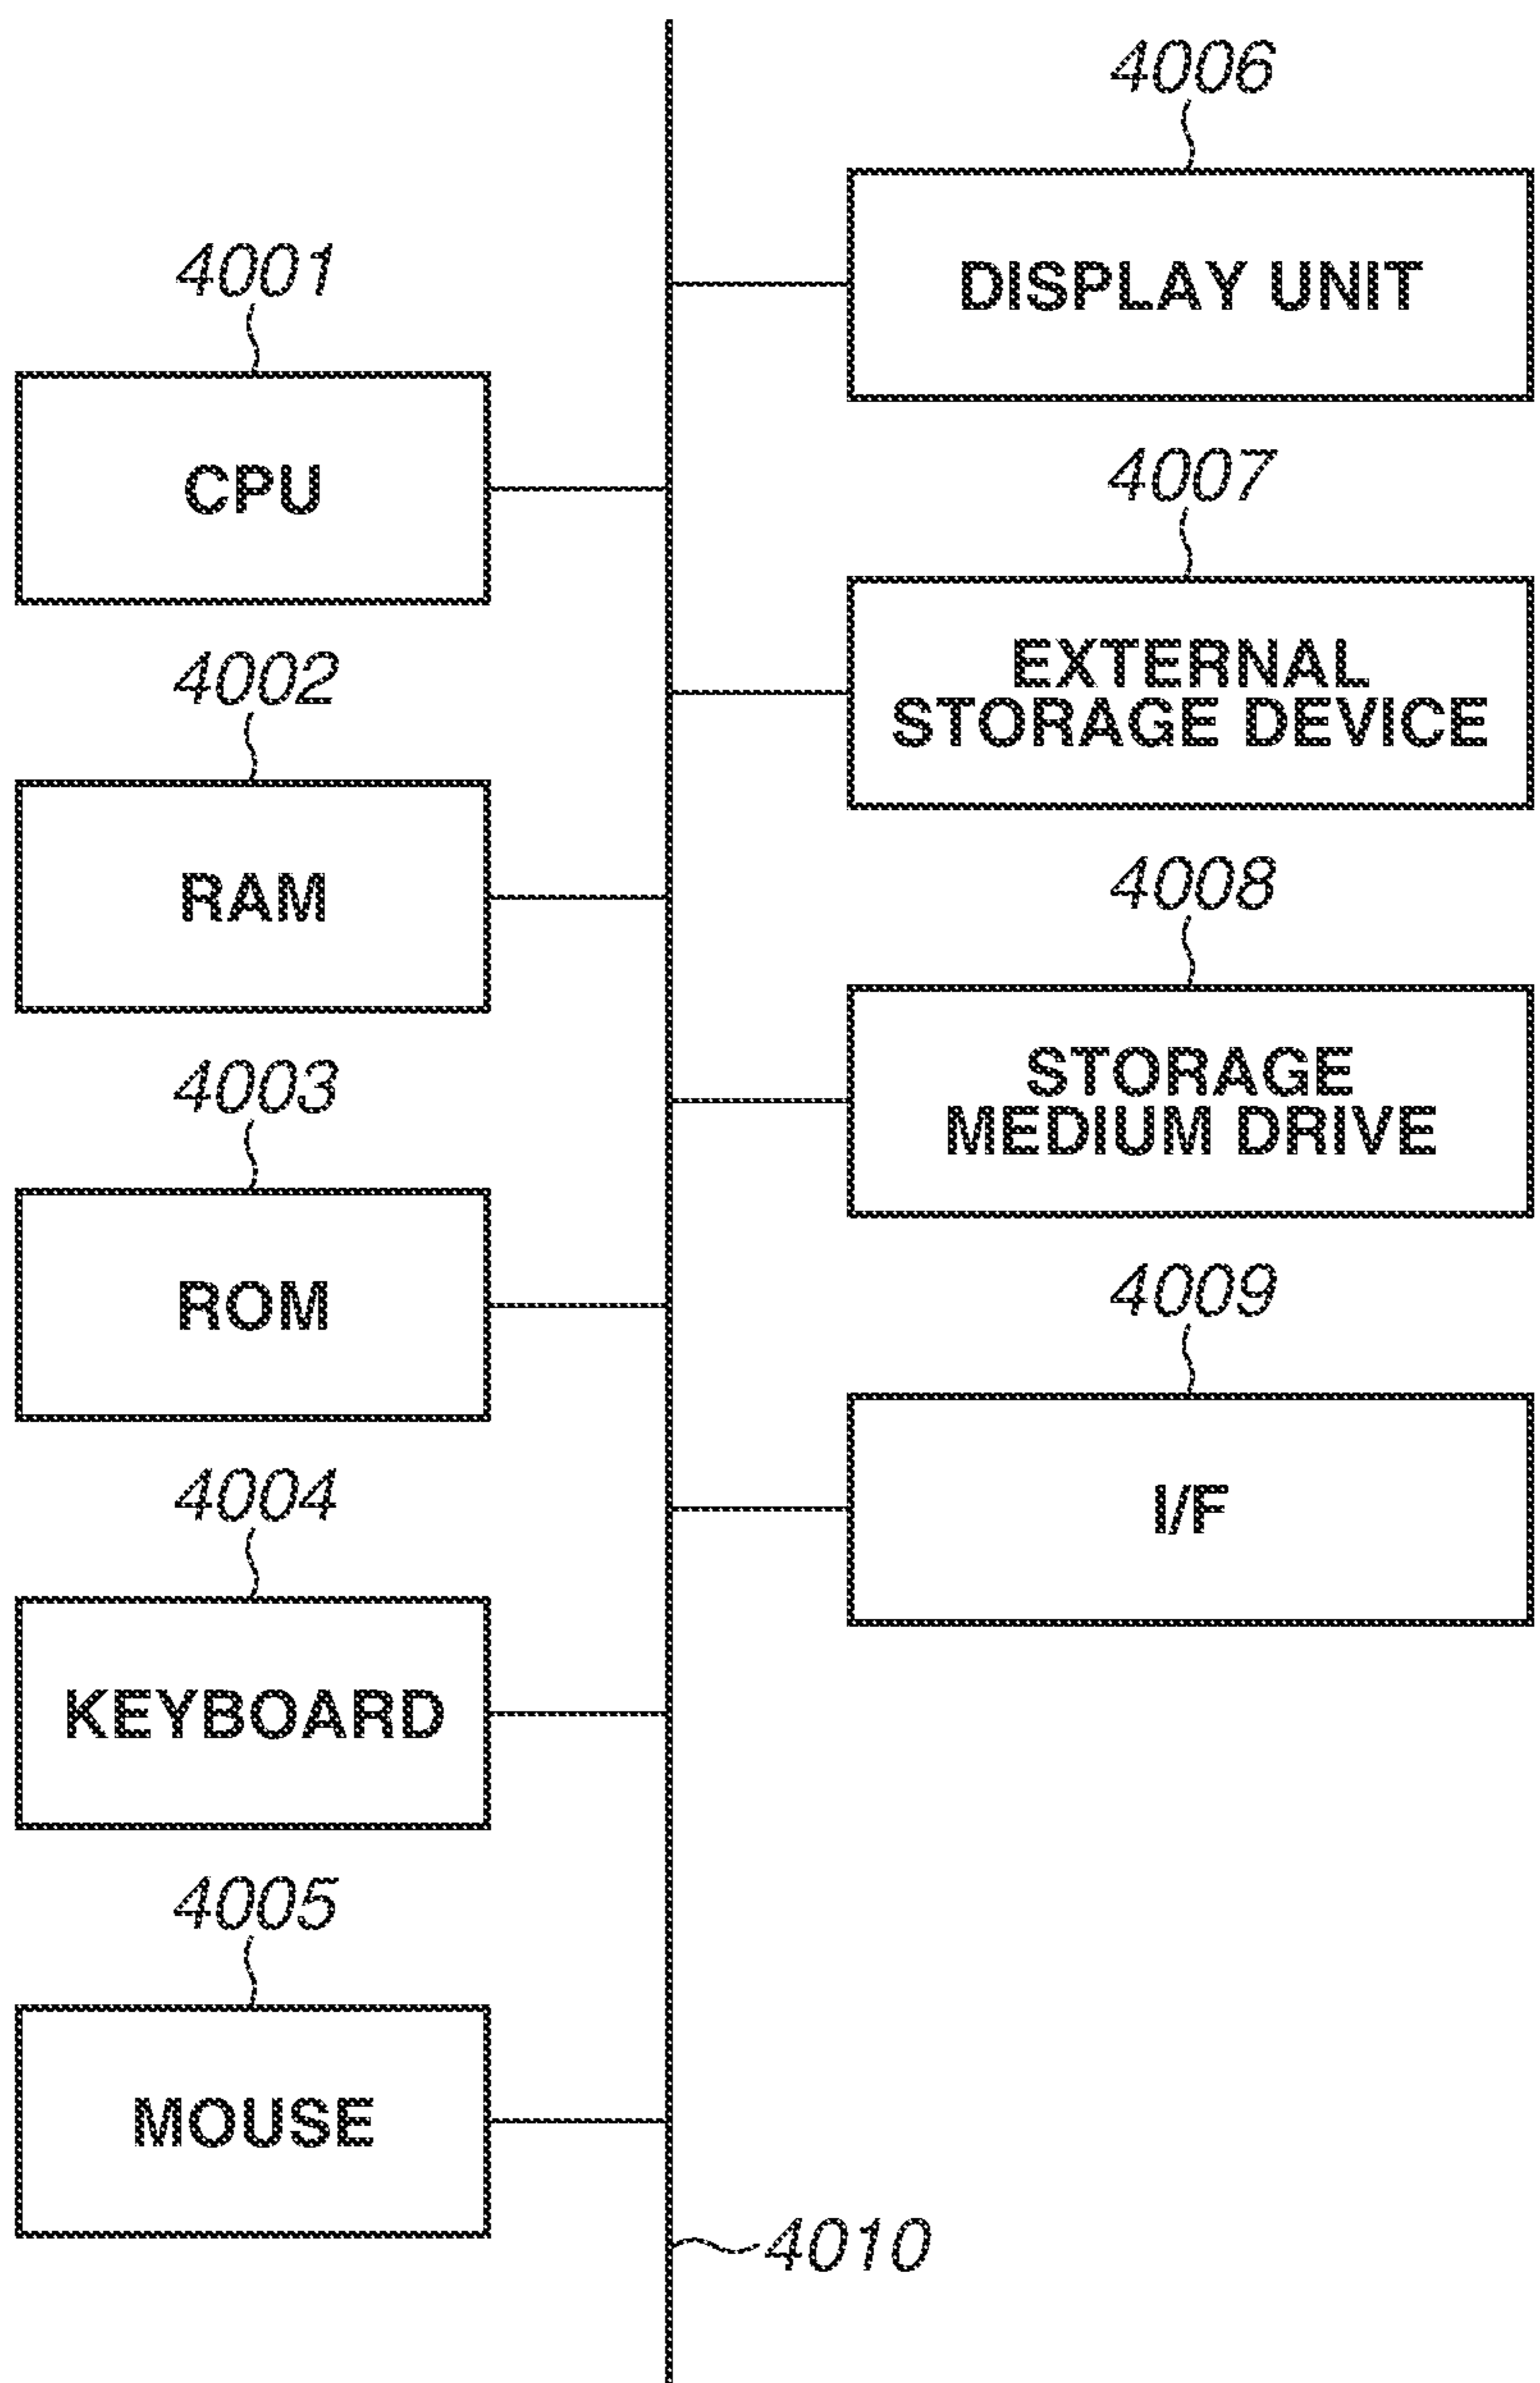 4001
CPU
4002
RAM
4003
ROM
4004
KEYBOARD
4005
MOUSE
4006
DISPLAY UNIT
4007
EXTERNAL
STORAGE DEVICE
4008
STORAGE
MEDIUM DRIVE
4009
I/F
4010